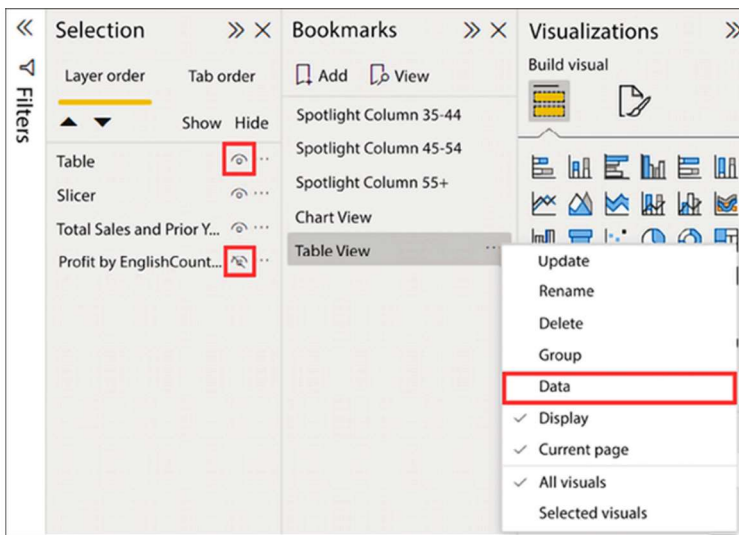 Filters
Selection
Layer order Tab order
Show Hide
Table
Slicer
Total Sales and Prior Y...
Profit by EnglishCount...
Bookmarks
Add View
Spotlight Column 35-44
Spotlight Column 45-54
Spotlight Column 55+
Chart View
Table View
Visualizations
Build visual
Update
Rename
Delete
Group
Data
Display
Current page
All visuals
Selected visuals